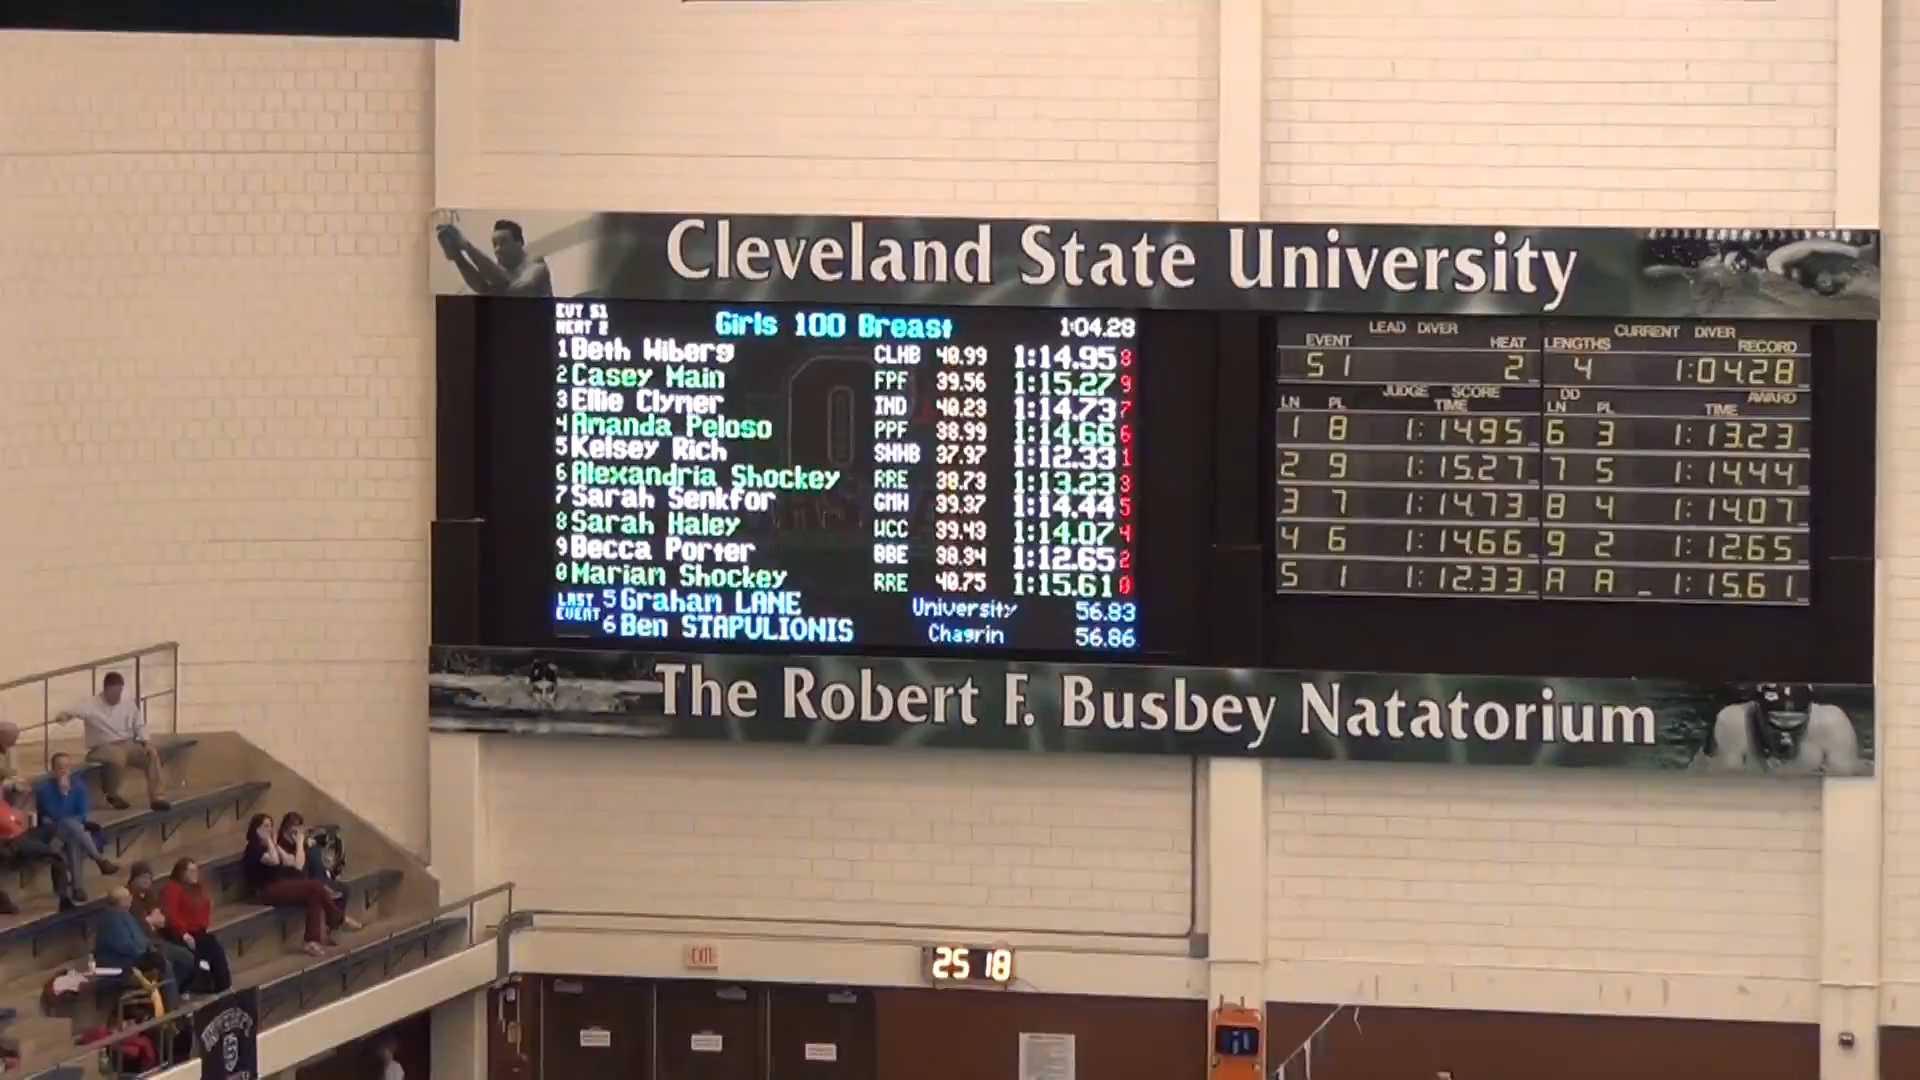 Cleveland State University
EVT 51
HEAT 2
Girls 100 Breast 1:04.28
1 Beth Wiberg CLHB 40.99 1:14.95 8
2 Casey Main FPF 39.56 1:15.27 9
3 Ellie Clymer IND 40.23 1:14.73 7
4 Amanda Peloso PPF 38.99 1:14.66 6
5 Kelsey Rich SHHB 37.97 1:12.33 1
6 Alexandria Shockey RRE 38.73 1:13.23 3
7 Sarah Senkfor GMH 39.37 1:14.44 5
8 Sarah Haley WCC 39.43 1:14.07 4
9 Becca Porter BBE 38.34 1:12.65 2
0 Marian Shockey RRE 40.75 1:15.61 0
LAST EVENT
5 Graham LANE University 56.83
6 Ben STAPULIONIS Chagrin 56.86
LEAD DIVER CURRENT DIVER
EVENT HEAT LENGTHS RECORD
51 2 4 1:04.28
JUDGE SCORE DD AWARD
LN PL TIME LN PL TIME
1 8 1:14.95 6 3 1:13.23
2 9 1:15.27 7 5 1:14.44
3 7 1:14.73 8 4 1:14.07
4 6 1:14.66 9 2 1:12.65
5 1 1:12.33 A A 1:15.61
The Robert F. Busbey Natatorium
EXIT
25 18
UNIVERSITY